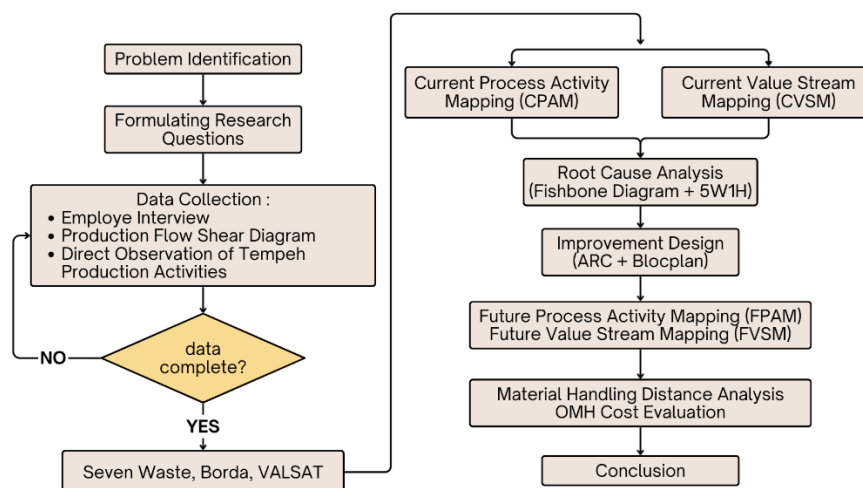 Problem Identification
Formulating Research
Questions
Data Collection :
• Employe Interview
• Production Flow Shear Diagram
• Direct Observation of Tempeh
Production Activities
NO
data
complete?
YES
Seven Waste, Borda, VALSAT
Current Process Activity
Mapping (CPAM)
Current Value Stream
Mapping (CVSM)
Root Cause Analysis
(Fishbone Diagram + 5W1H)
Improvement Design
(ARC + Blocplan)
Future Process Activity Mapping (FPAM)
Future Value Stream Mapping (FVSM)
Material Handling Distance Analysis
OMH Cost Evaluation
Conclusion